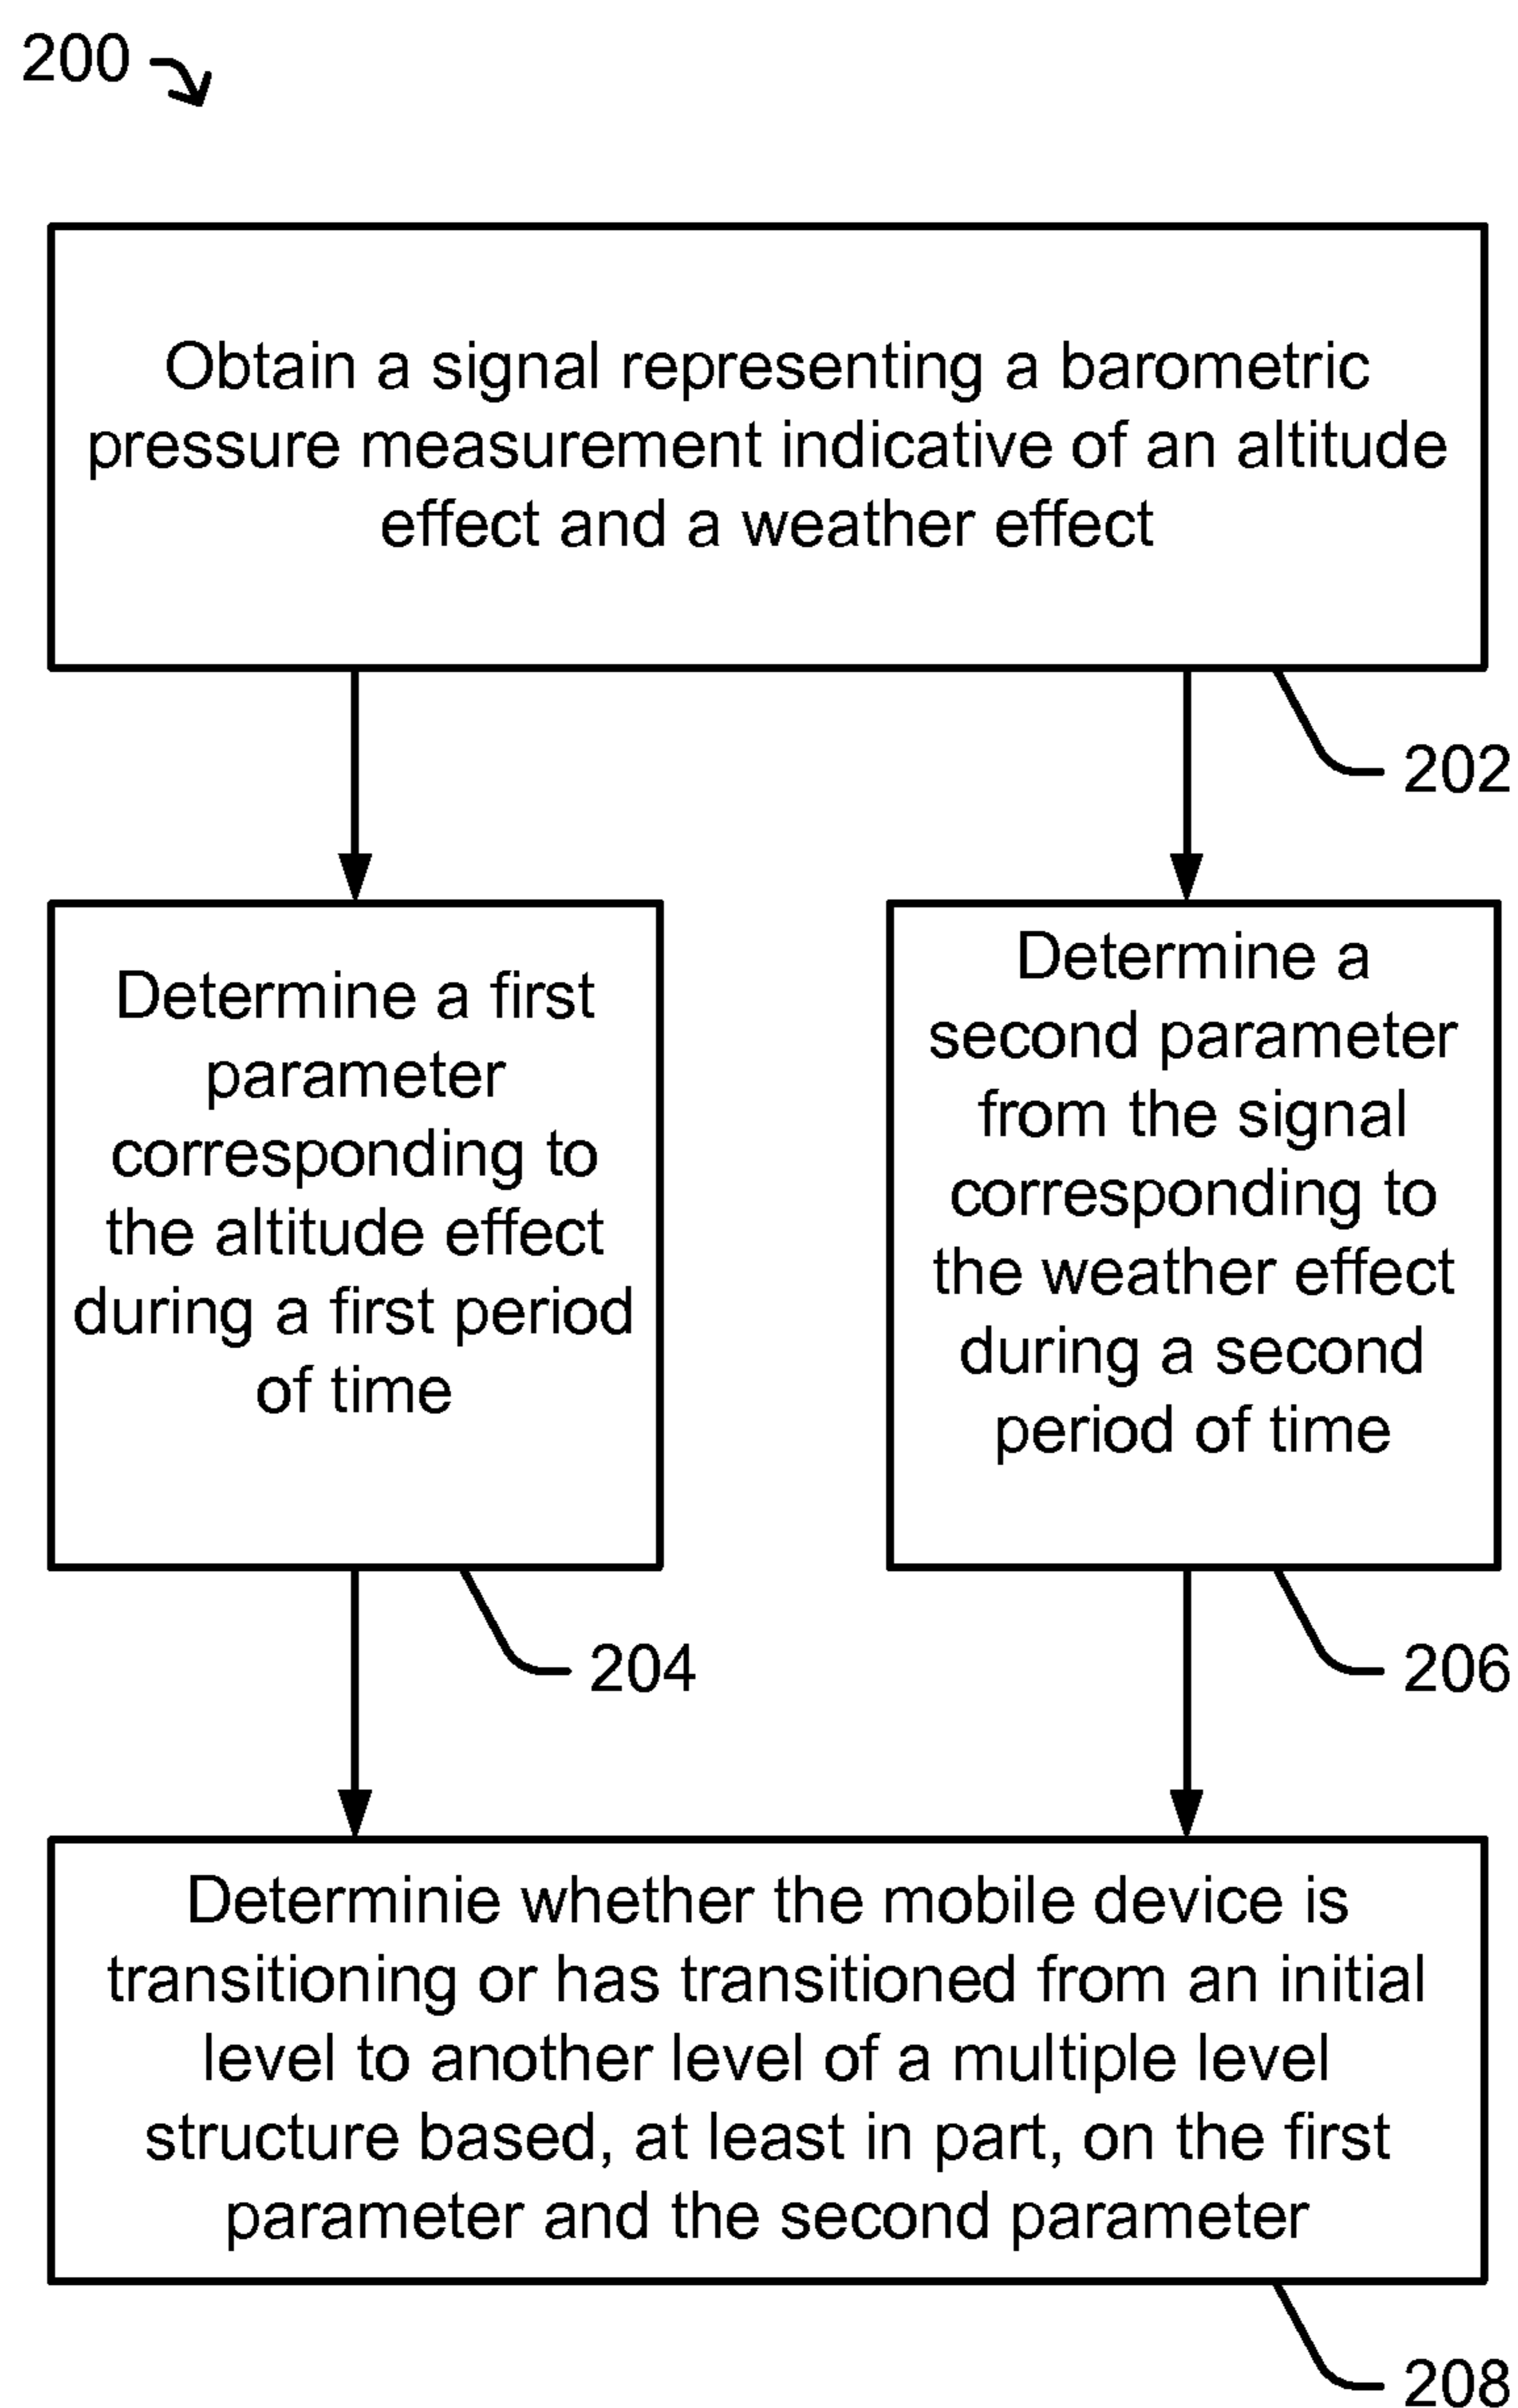 200
Obtain a signal representing a barometric
pressure measurement indicative of an altitude
effect and a weather effect
202
Determine a first
parameter
corresponding to
the altitude effect
during a first period
of time
204
Determine a
second parameter
from the signal
corresponding to
the weather effect
during a second
period of time
206
Determinie whether the mobile device is
transitioning or has transitioned from an initial
level to another level of a multiple level
structure based, at least in part, on the first
parameter and the second parameter
208